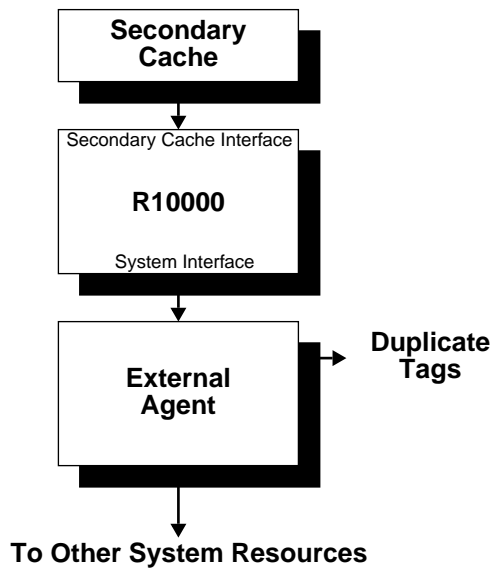 Secondary
Cache
Secondary Cache Interface
R10000
System Interface
External
Agent
Duplicate
Tags
To Other System Resources